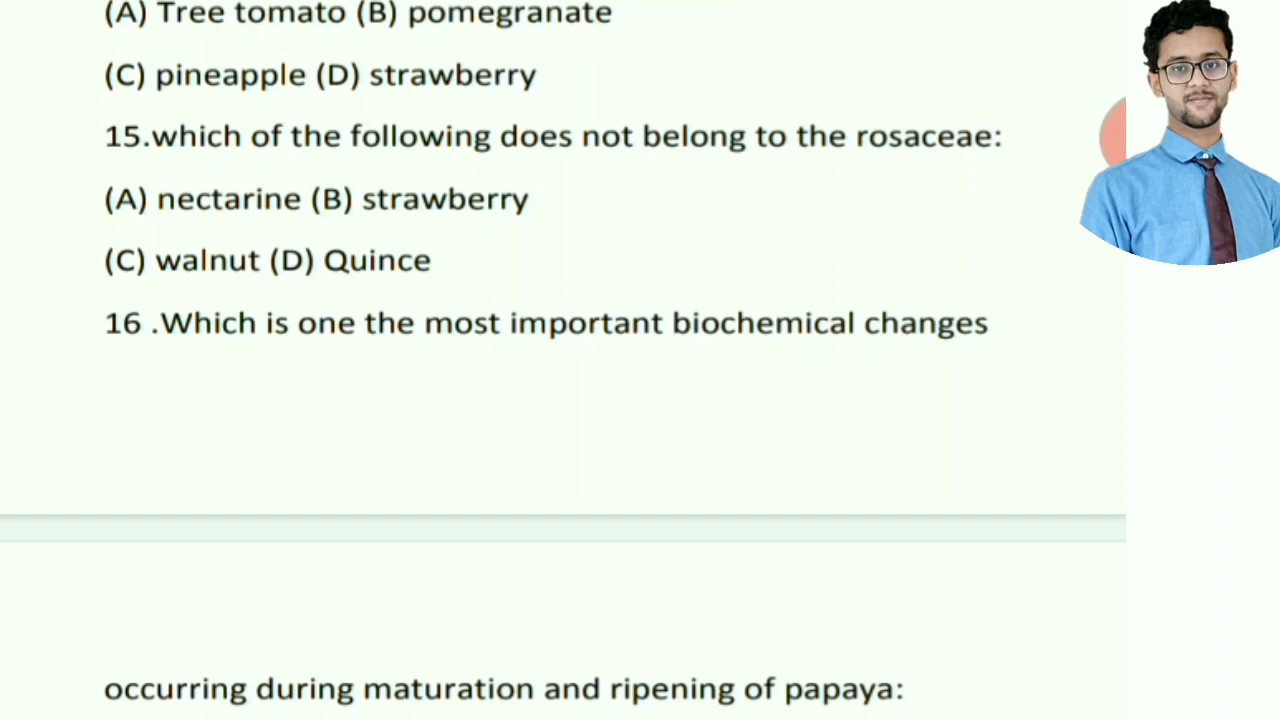 (A) Tree tomato (B) pomegranate
(C) pineapple (D) strawberry
15.which of the following does not belong to the rosaceae:
(A) nectarine (B) strawberry
(C) walnut (D) Quince
16 .Which is one the most important biochemical changes
occurring during maturation and ripening of papaya: